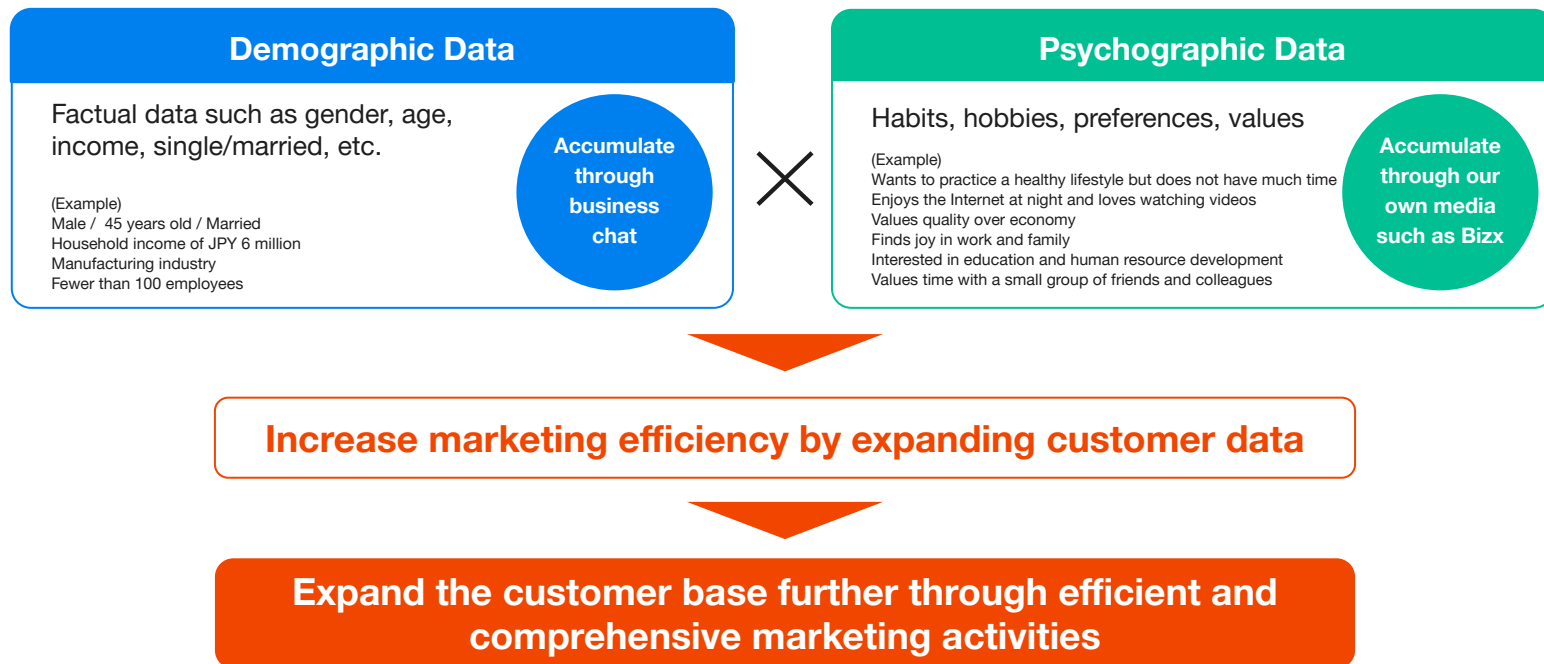 Demographic Data
Factual data such as gender, age,
income, single/married, etc.
(Example)
Male / 45 years old / Married
Household income of JPY 6 million
Manufacturing industry
Fewer than 100 employees
Accumulate
through
business
chat
Psychographic Data
Habits, hobbies, preferences, values
(Example)
Wants to practice a healthy lifestyle but does not have much time
Enjoys the Internet at night and loves watching videos
Values quality over economy
Finds joy in work and family
Interested in education and human resource development
Values time with a small group of friends and colleagues
Accumulate
through our
own media
such as Bizx
Increase marketing efficiency by expanding customer data
Expand the customer base further through efficient and
comprehensive marketing activities